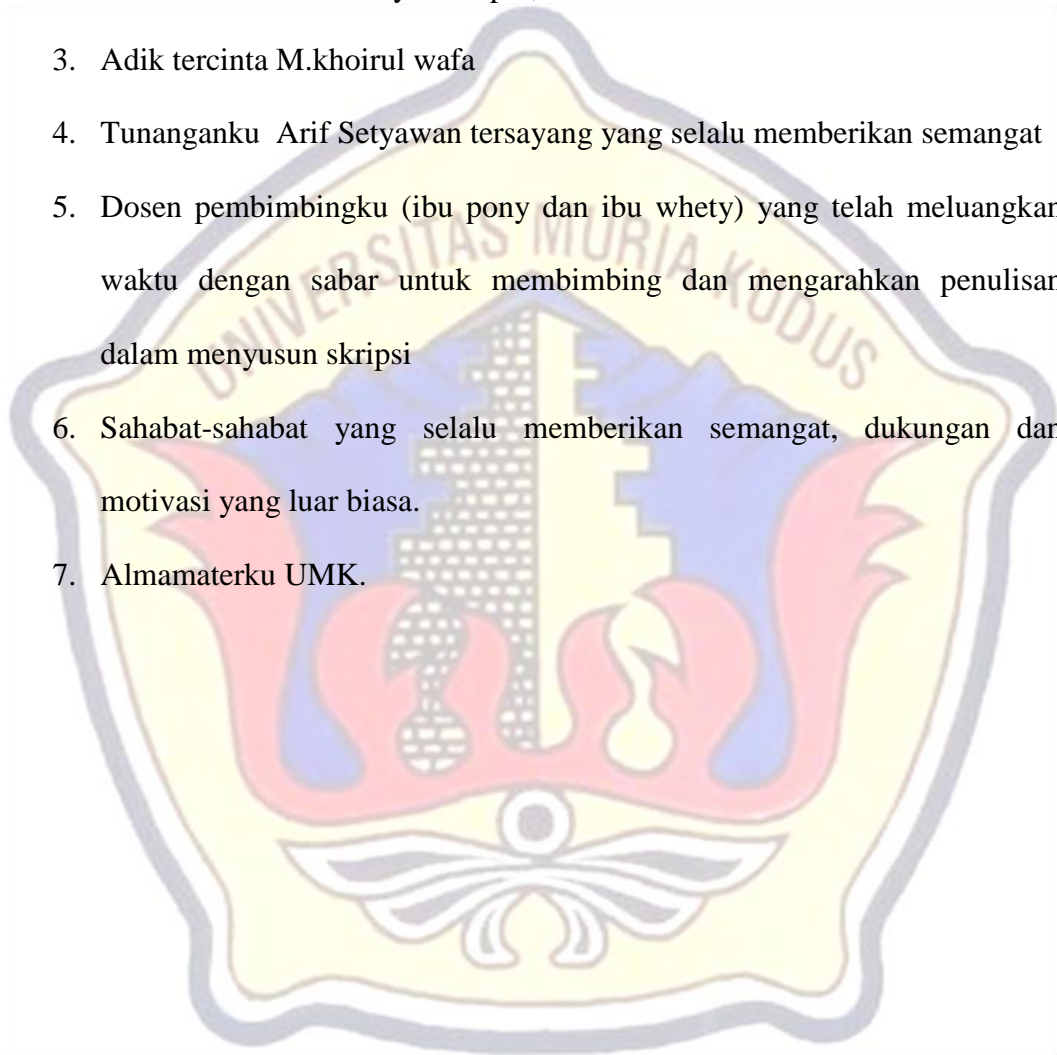 3. Adik tercinta M.khoirul wafa
4. Tunanganku Arif Setyawan tersayang yang selalu memberikan semangat
5. Dosen pembimbingku (ibu pony dan ibu whety) yang telah meluangkan
waktu dengan sabar untuk membimbing dan mengarahkan penulisan
dalam menyusun skripsi
6. Sahabat-sahabat yang selalu memberikan semangat, dukungan dan
motivasi yang luar biasa.
7. Almamaterku UMK.
UNIVERSITAS MURIA KUDUS